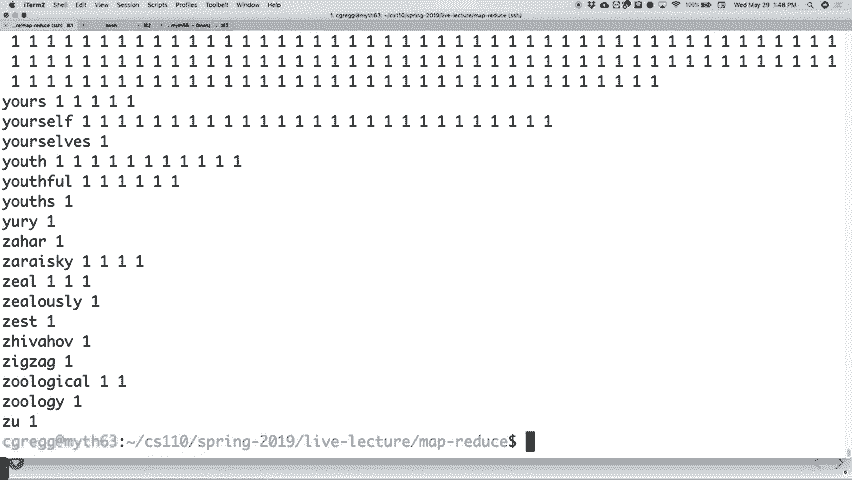 iTerm2 Shell Edit View Session Scripts Profiles Toolbelt Window Help 100% Wed May 29 1:48 PM
1. cgregg@myth63: ~/cs110/spring-2019/live-lecture/map-reduce (ssh)
1 1 1 1 1 1 1 1 1 1 1 1 1 1 1 1 1 1 1 1 1 1 1 1 1 1 1 1 1 1 1 1 1 1 1 1 1 1 1 1 1 1 1 1 1 1 1
1 1 1 1 1 1 1 1 1 1 1 1 1 1 1 1 1 1 1 1 1 1 1 1 1 1 1 1 1 1 1 1 1 1 1 1 1 1 1 1 1 1 1 1 1 1 1
1 1 1 1 1 1 1 1 1 1 1 1 1 1 1 1 1 1 1 1 1 1 1 1 1 1 1 1 1 1 1 1 1 1 1 1 1
yours 1 1 1 1 1
yourself 1 1 1 1 1 1 1 1 1 1 1 1 1 1 1 1 1 1 1 1 1 1 1 1 1 1 1
yourselves 1
youth 1 1 1 1 1 1 1 1 1 1 1
youthful 1 1 1 1 1 1
youths 1
yury 1
zahar 1
zaraisky 1 1 1 1
zeal 1 1 1
zealously 1
zest 1
zhivahov 1
zigzag 1
zoological 1 1
zoology 1
zu 1
cgregg@myth63:~/cs110/spring-2019/live-lecture/map-reduce$